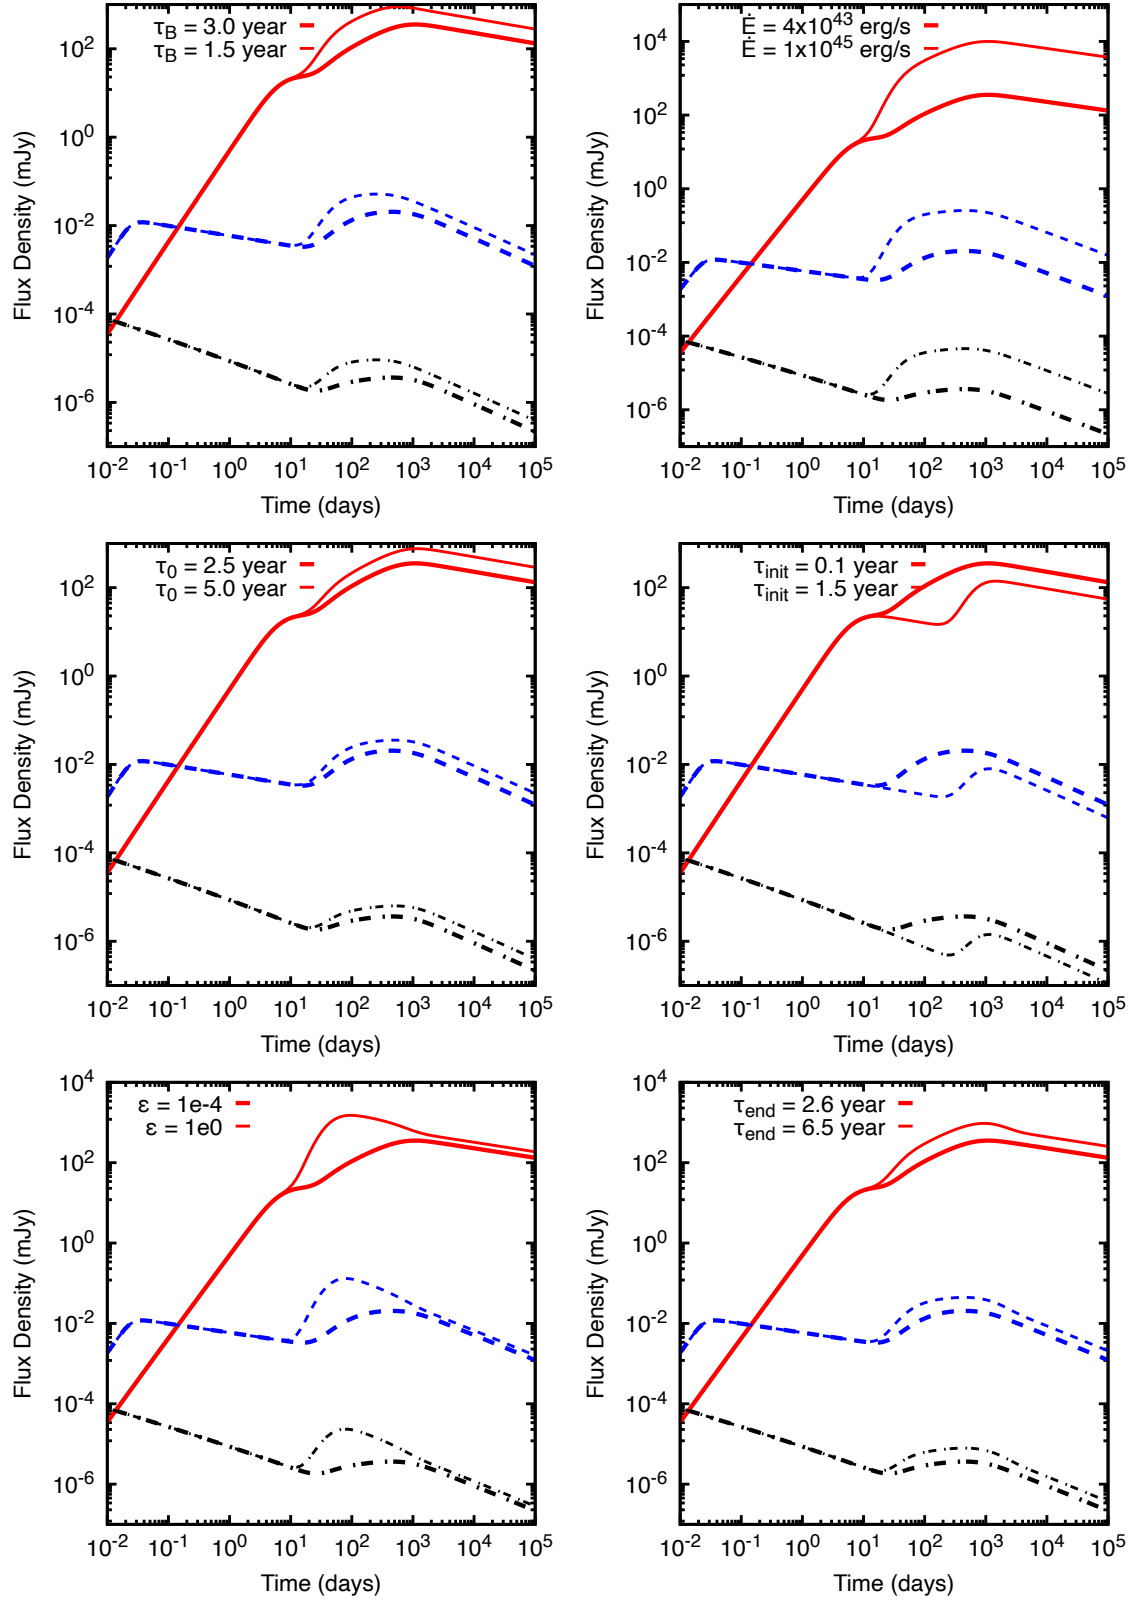 τB = 3.0 year
τB = 1.5 year
10^2
10^0
10^-2
10^-4
10^-6
Flux Density (mJy)
10^-2 10^-1 10^0 10^1 10^2 10^3 10^4 10^5
Time (days)
Ė = 4x10^43 erg/s
Ė = 1x10^45 erg/s
10^4
10^2
10^0
10^-2
10^-4
10^-6
Flux Density (mJy)
10^-2 10^-1 10^0 10^1 10^2 10^3 10^4 10^5
Time (days)
τ0 = 2.5 year
τ0 = 5.0 year
10^2
10^0
10^-2
10^-4
10^-6
Flux Density (mJy)
10^-2 10^-1 10^0 10^1 10^2 10^3 10^4 10^5
Time (days)
τinit = 0.1 year
τinit = 1.5 year
10^2
10^0
10^-2
10^-4
10^-6
Flux Density (mJy)
10^-2 10^-1 10^0 10^1 10^2 10^3 10^4 10^5
Time (days)
ε = 1e-4
ε = 1e0
10^4
10^2
10^0
10^-2
10^-4
10^-6
Flux Density (mJy)
10^-2 10^-1 10^0 10^1 10^2 10^3 10^4 10^5
Time (days)
τend = 2.6 year
τend = 6.5 year
10^4
10^2
10^0
10^-2
10^-4
10^-6
Flux Density (mJy)
10^-2 10^-1 10^0 10^1 10^2 10^3 10^4 10^5
Time (days)